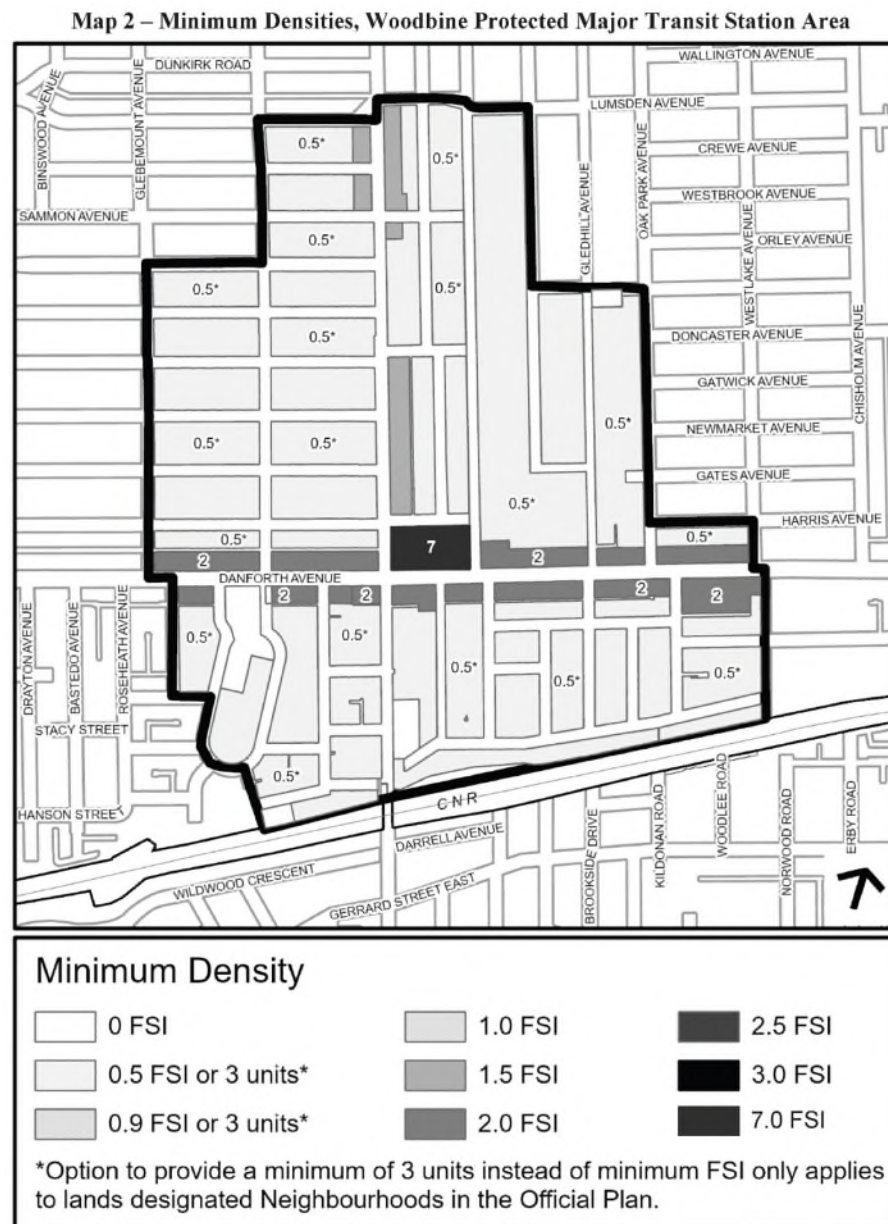 Map 2 – Minimum Densities, Woodbine Protected Major Transit Station Area
DUNKIRK ROAD
WALLINGTON AVENUE
BINSWOOD AVENUE
GLEBEMOUNT AVENUE
LUMSDEN AVENUE
0.5*
0.5*
CREWE AVENUE
OAK PARK AVENUE
WESTBROOK AVENUE
SAMMON AVENUE
GLEDHILL AVENUE
0.5*
ORLEY AVENUE
WESTLAKE AVENUE
0.5*
0.5*
0.5*
DONCASTER AVENUE
CHISHOLM AVENUE
GATWICK AVENUE
0.5*
0.5*
0.5*
NEWMARKET AVENUE
GATES AVENUE
0.5*
HARRIS AVENUE
0.5*
0.5*
7
2
2
DANFORTH AVENUE
2
2
2
2
DRAYTON AVENUE
BASTEDO AVENUE
ROSEHEATH AVENUE
0.5*
0.5*
0.5*
0.5*
0.5*
STACY STREET
0.5*
HANSON STREET
C N R
DARRELL AVENUE
WILDWOOD CRESCENT
GERRARD STREET EAST
BROOKSIDE DRIVE
KILDONAN ROAD
WOODLEE ROAD
NORWOOD ROAD
ERBY ROAD
Minimum Density
0 FSI
1.0 FSI
2.5 FSI
0.5 FSI or 3 units*
1.5 FSI
3.0 FSI
0.9 FSI or 3 units*
2.0 FSI
7.0 FSI
*Option to provide a minimum of 3 units instead of minimum FSI only applies
to lands designated Neighbourhoods in the Official Plan.